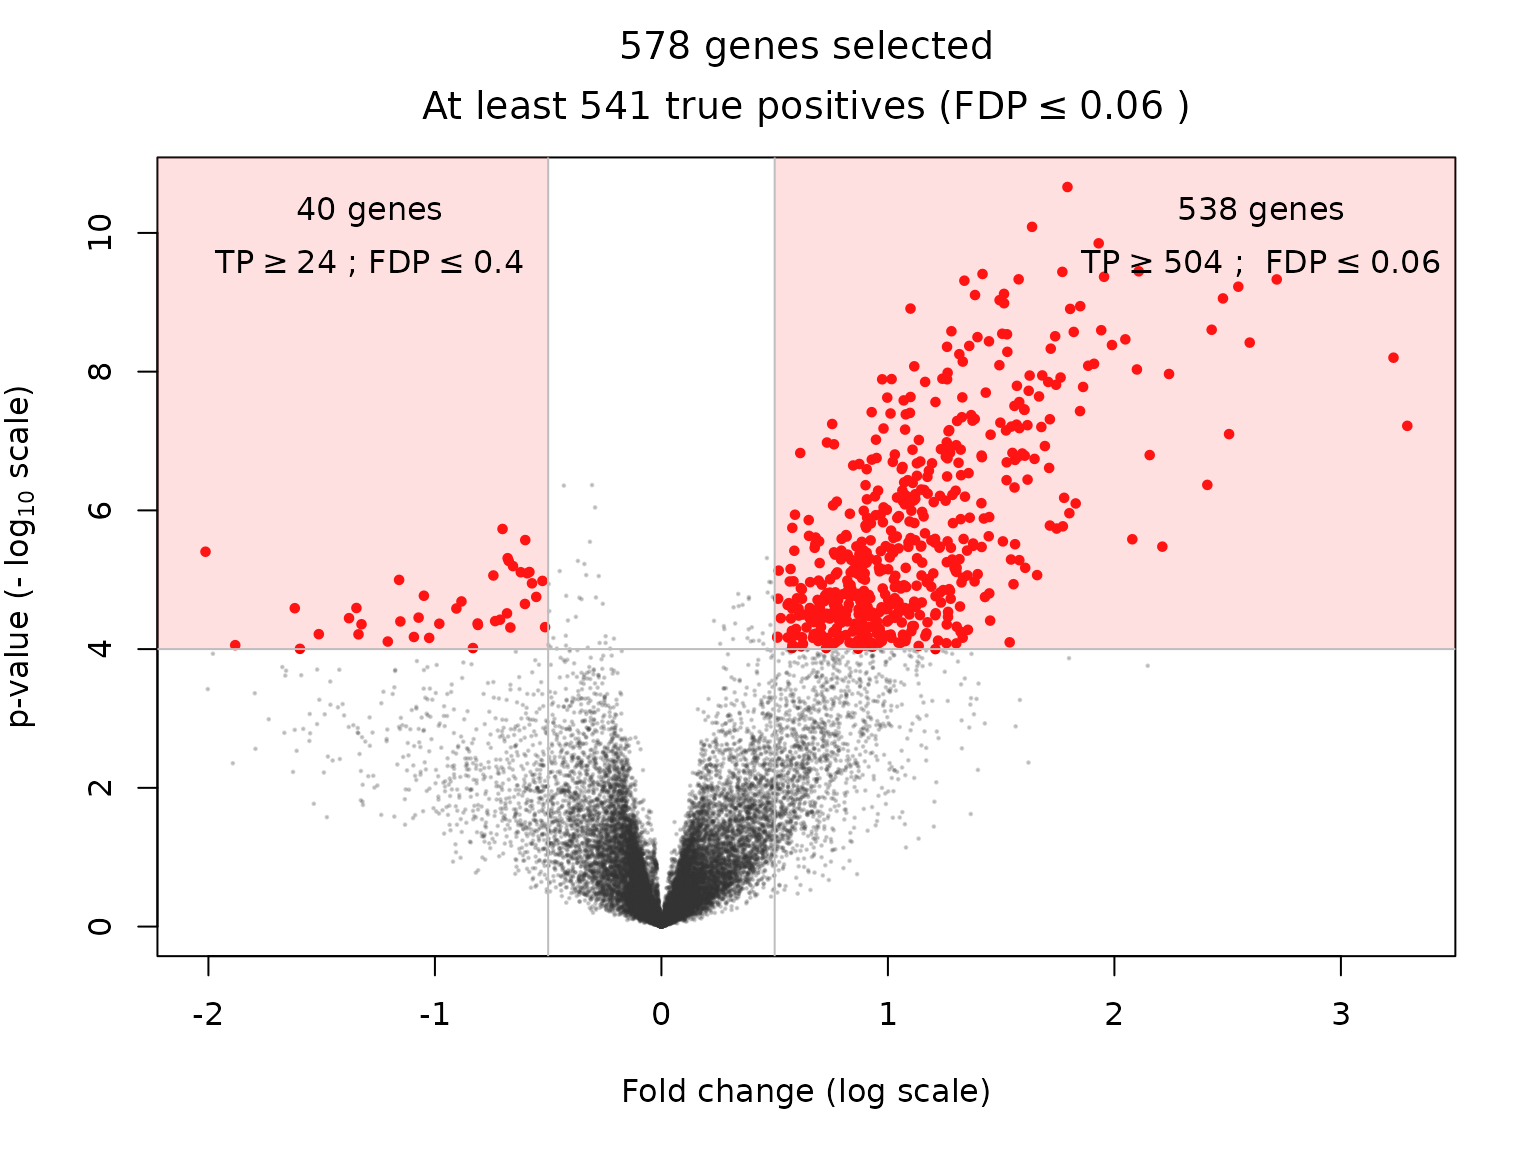 578 genes selected
At least 541 true positives (FDP ≤ 0.06 )
40 genes
TP ≥ 24 ; FDP ≤ 0.4
538 genes
TP ≥ 504 ;  FDP ≤ 0.06
p-value (- log10 scale)
10
8
6
4
2
0
-2 -1 0 1 2 3
Fold change (log scale)